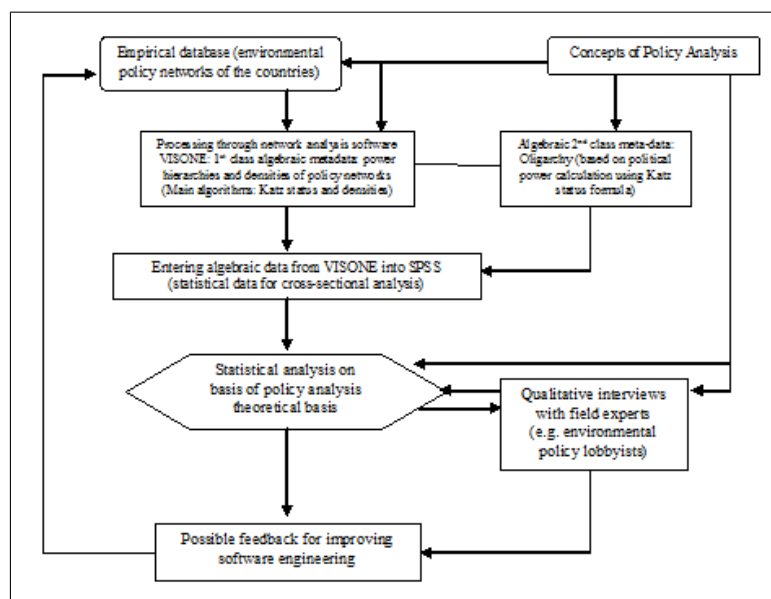 Empirical database (environmental
policy networks of the countries)
Concepts of Policy Analysis
Processing through network analysis software
VISONE: 1st class algebraic metadata: power
hierarchies and densities of policy networks
(Main algorithms: Katz status and densities)
Algebraic 2nd class meta-data:
Oligarchy (based on political
power calculation using Katz
status formula)
Entering algebraic data from VISONE into SPSS
(statistical data for cross-sectional analysis)
Statistical analysis on
basis of policy analysis
theoretical basis
Qualitative interviews
with field experts
(e.g. environmental
policy lobbyists)
Possible feedback for improving
software engineering